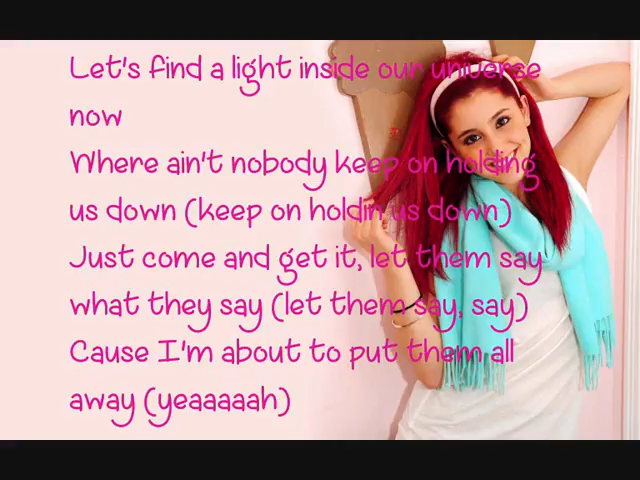 Let's find a light inside our universe
now
Where ain't nobody keep on holding
us down (keep on holdin us down)
Just come and get it, let them say
what they say (let them say, say)
Cause I'm about to put them all
away (yeaaaaah)